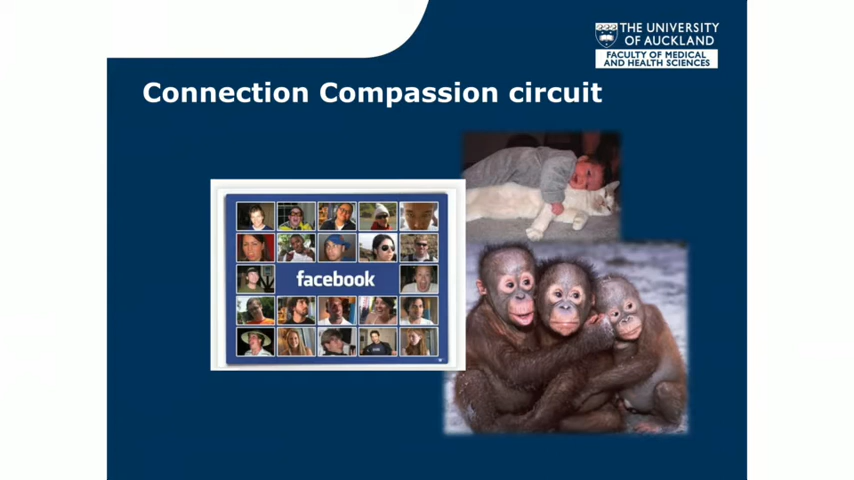 THE UNIVERSITY
OF AUCKLAND
FACULTY OF MEDICAL
AND HEALTH SCIENCES
Connection Compassion circuit
facebook